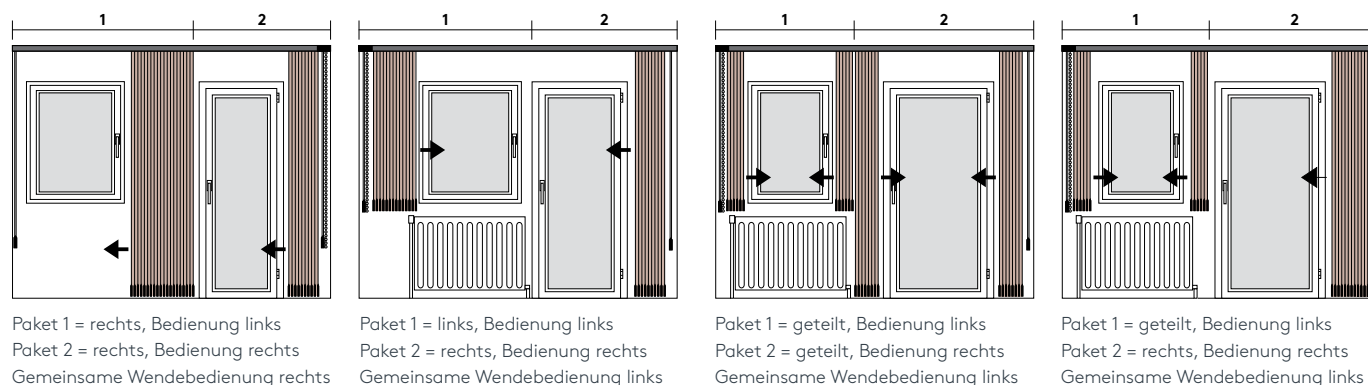 1 2
Paket 1 = rechts, Bedienung links
Paket 2 = rechts, Bedienung rechts
Gemeinsame Wendebedienung rechts
1 2
Paket 1 = links, Bedienung links
Paket 2 = rechts, Bedienung rechts
Gemeinsame Wendebedienung links
1 2
Paket 1 = geteilt, Bedienung links
Paket 2 = geteilt, Bedienung rechts
Gemeinsame Wendebedienung links
1 2
Paket 1 = geteilt, Bedienung links
Paket 2 = rechts, Bedienung rechts
Gemeinsame Wendebedienung links